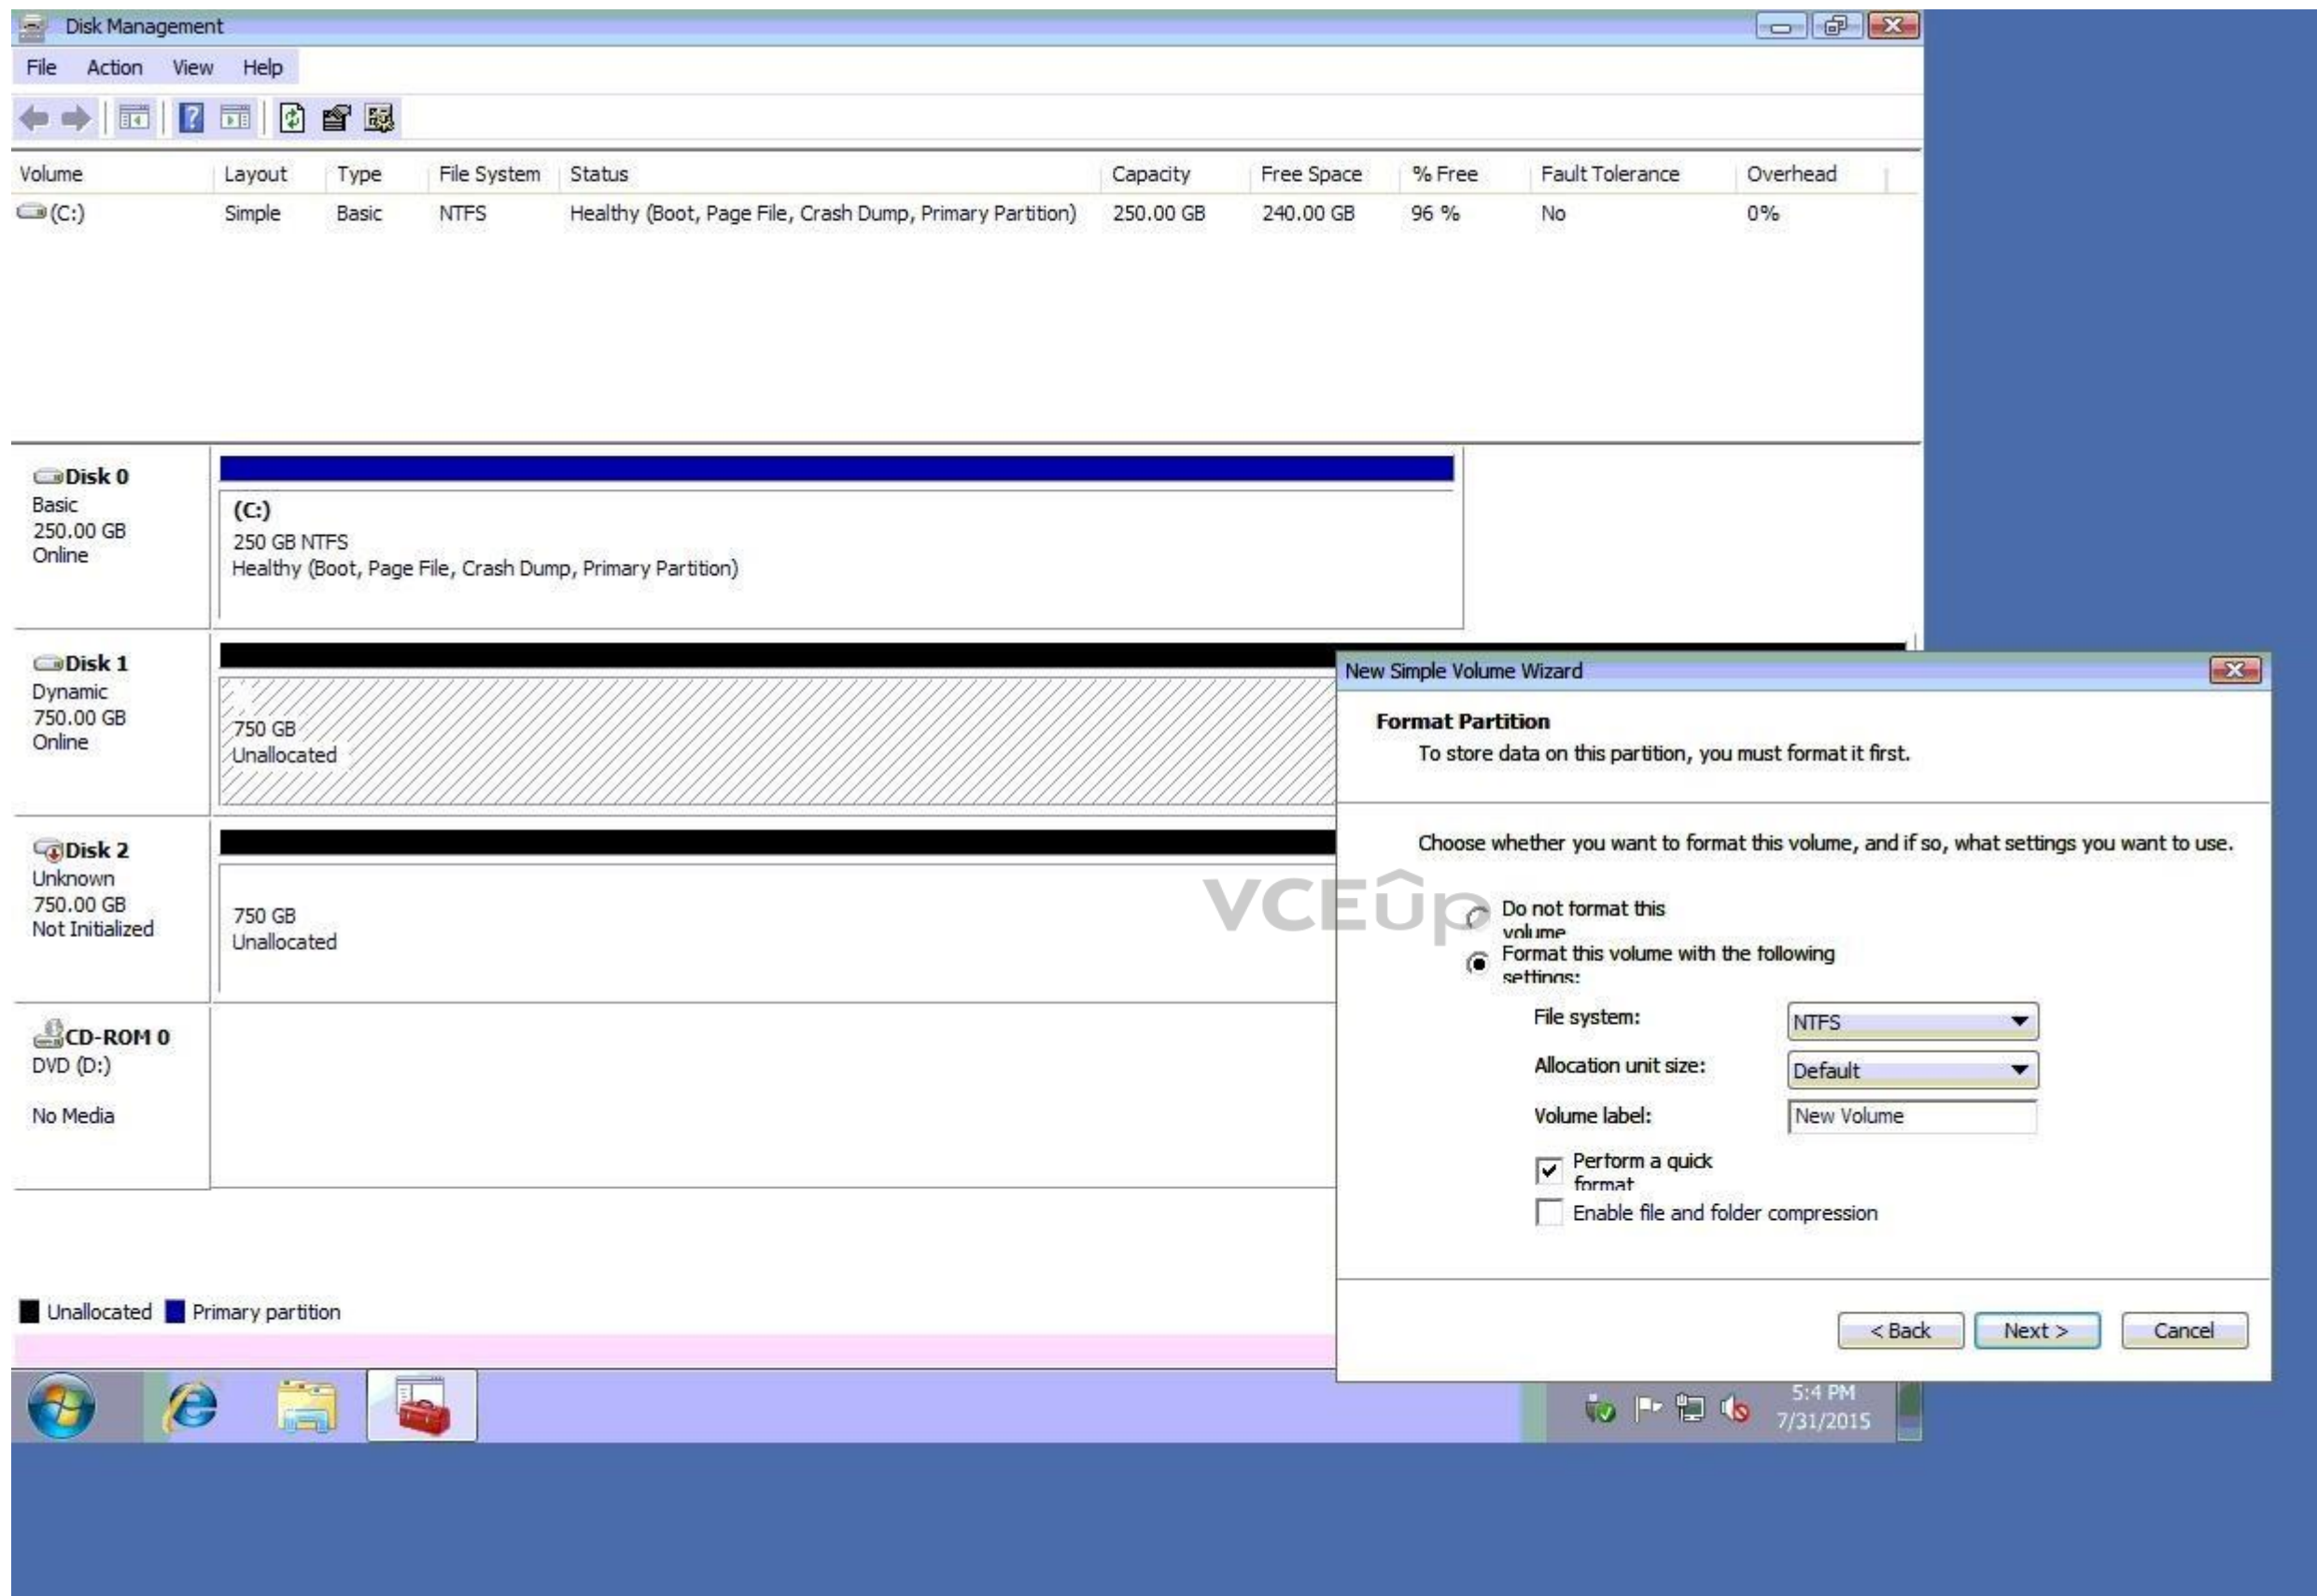 Disk Management
File Action View Help
Volume Layout Type File System Status Capacity Free Space % Free Fault Tolerance Overhead
(C:) Simple Basic NTFS Healthy (Boot, Page File, Crash Dump, Primary Partition) 250.00 GB 240.00 GB 96 % No 0%
Disk 0
Basic
250.00 GB
Online
(C:)
250 GB NTFS
Healthy (Boot, Page File, Crash Dump, Primary Partition)
Disk 1
Dynamic
750.00 GB
Online
750 GB
Unallocated
Disk 2
Unknown
750.00 GB
Not Initialized
750 GB
Unallocated
CD-ROM 0
DVD (D:)
No Media
Unallocated Primary partition
New Simple Volume Wizard
Format Partition
To store data on this partition, you must format it first.
Choose whether you want to format this volume, and if so, what settings you want to use.
VCEûp
Do not format this
volume
Format this volume with the following
settings:
File system: NTFS
Allocation unit size: Default
Volume label: New Volume
Perform a quick
format
Enable file and folder compression
< Back Next > Cancel
5:4 PM
7/31/2015